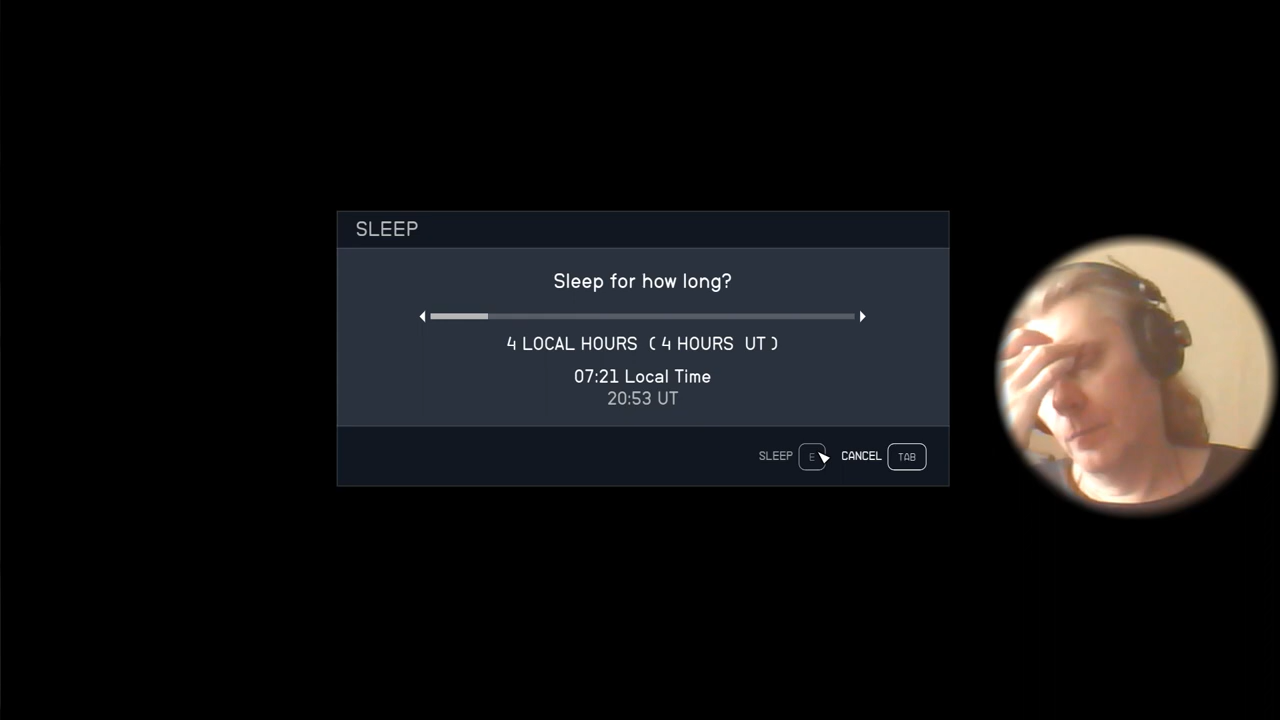 SLEEP
Sleep for how long?
4 LOCAL HOURS ( 4 HOURS UT )
07:21 Local Time
20:53 UT
SLEEP E CANCEL TAB